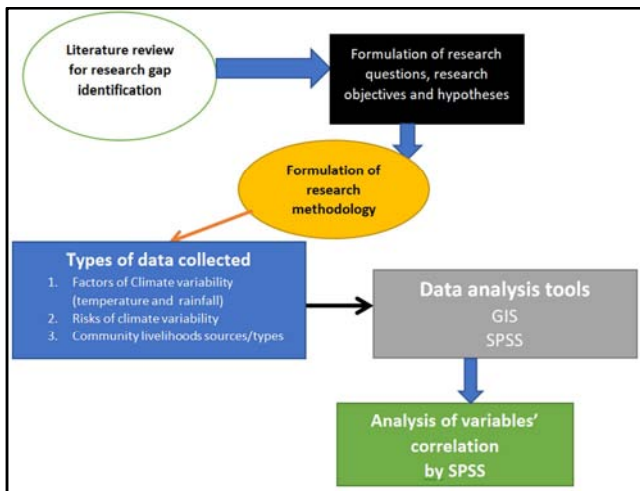 Literature review
for research gap
identification
Formulation of research
questions, research
objectives and hypotheses
Formulation of
research
methodology
Types of data collected
1. Factors of Climate variability
(temperature and rainfall)
2. Risks of climate variability
3. Community livelihoods sources/types
Data analysis tools
GIS
SPSS
Analysis of variables'
correlation
by SPSS